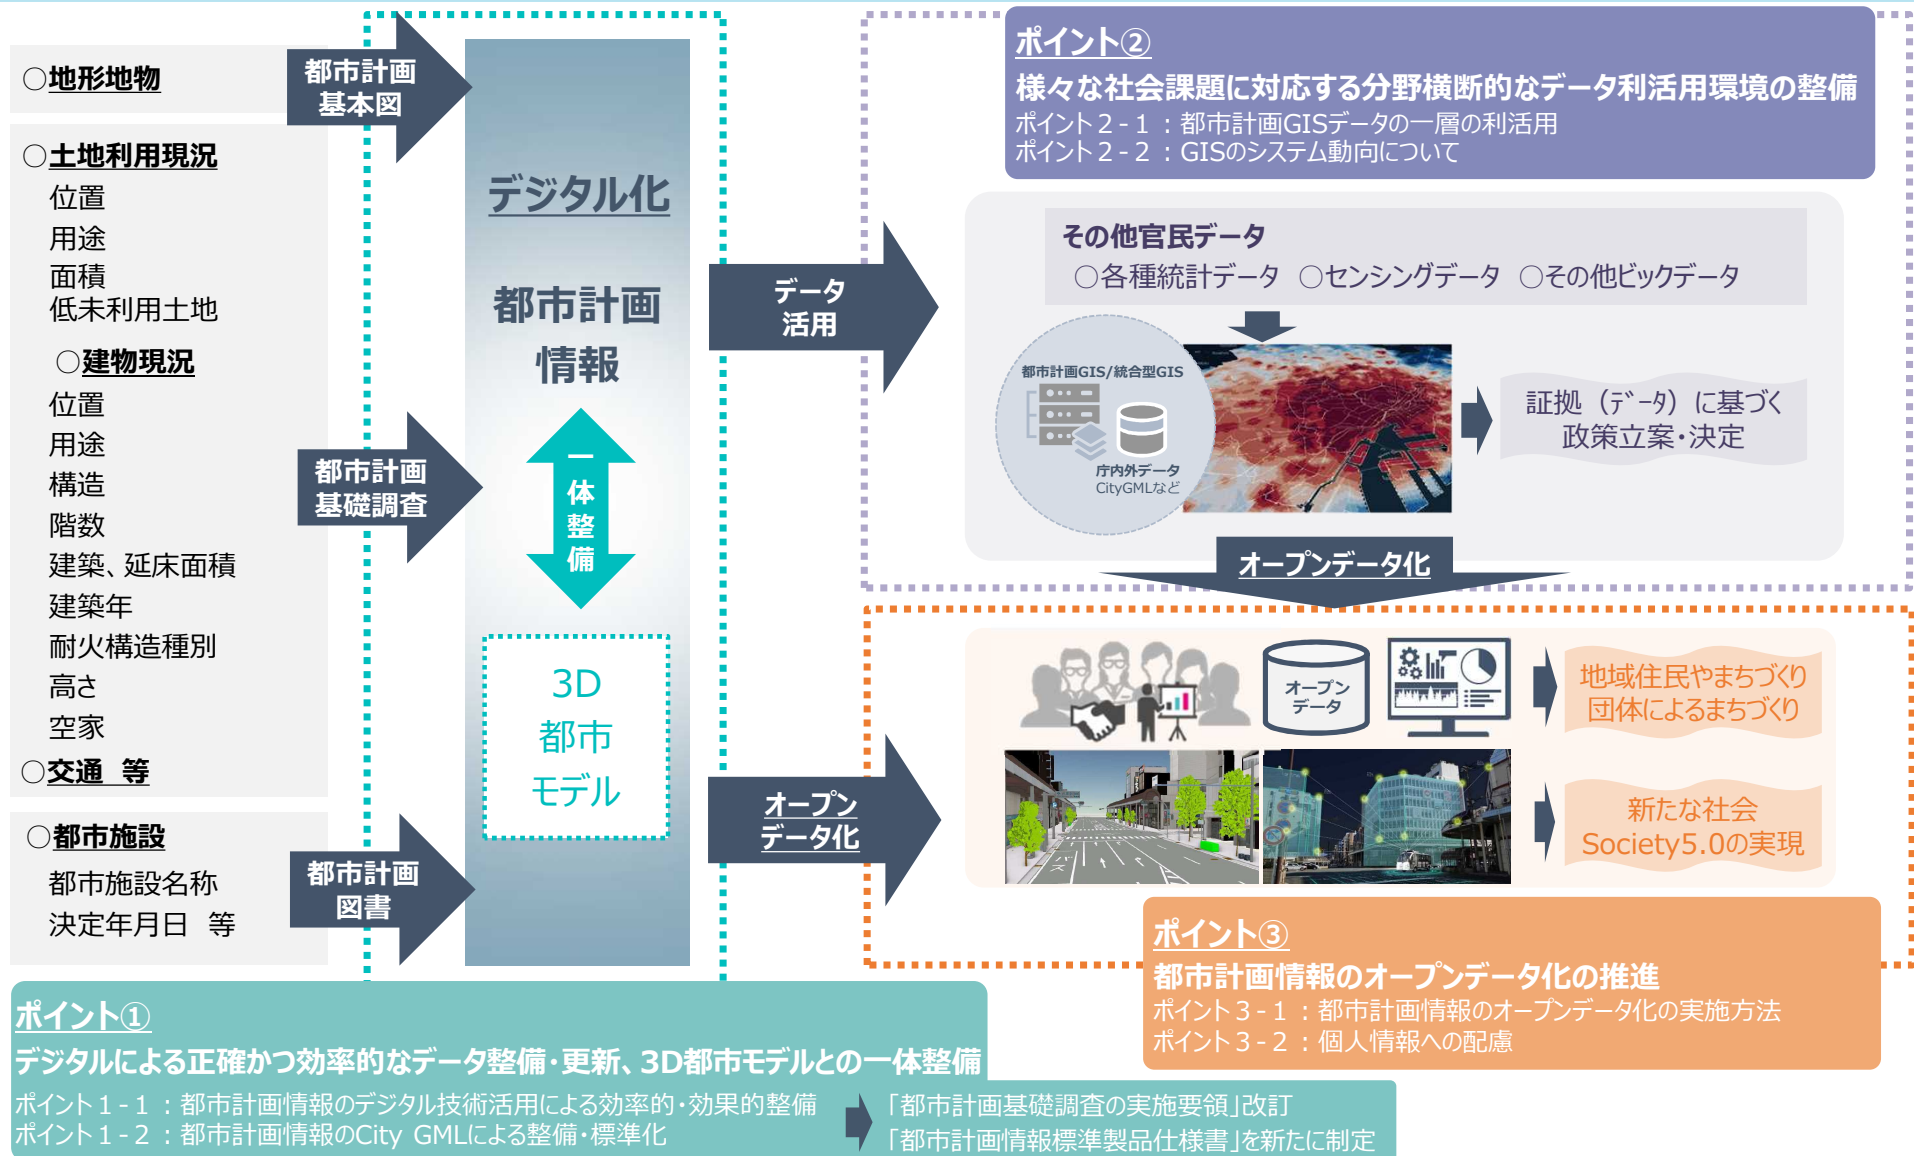 ○地形地物
○土地利用現況
位置
用途
面積
低未利用土地
○建物現況
位置
用途
構造
階数
建築、延床面積
建築年
耐火構造種別
高さ
空家
○交通 等
○都市施設
都市施設名称
決定年月日 等
都市計画
基本図
都市計画
基礎調査
都市計画
図書
デジタル化
都市計画
情報
一
体
整
備
3D
都市
モデル
データ
活用
オープン
データ化
ポイント②
様々な社会課題に対応する分野横断的なデータ利活用環境の整備
ポイント２-１：都市計画GISデータの一層の利活用
ポイント２-２：GISのシステム動向について
その他官民データ
○各種統計データ ○センシングデータ ○その他ビックデータ
都市計画GIS/統合型GIS
庁内外データ
CityGMLなど
証拠（ﾃﾞｰﾀ）に基づく
政策立案・決定
オープンデータ化
オープン
データ
地域住民やまちづくり
団体によるまちづくり
新たな社会
Society5.0の実現
ポイント③
都市計画情報のオープンデータ化の推進
ポイント３-１：都市計画情報のオープンデータ化の実施方法
ポイント３-２：個人情報への配慮
ポイント①
デジタルによる正確かつ効率的なデータ整備・更新、3D都市モデルとの一体整備
ポイント１-１：都市計画情報のデジタル技術活用による効率的・効果的整備
ポイント１-２：都市計画情報のCity GMLによる整備・標準化
「都市計画基礎調査の実施要領」改訂
「都市計画情報標準製品仕様書」を新たに制定